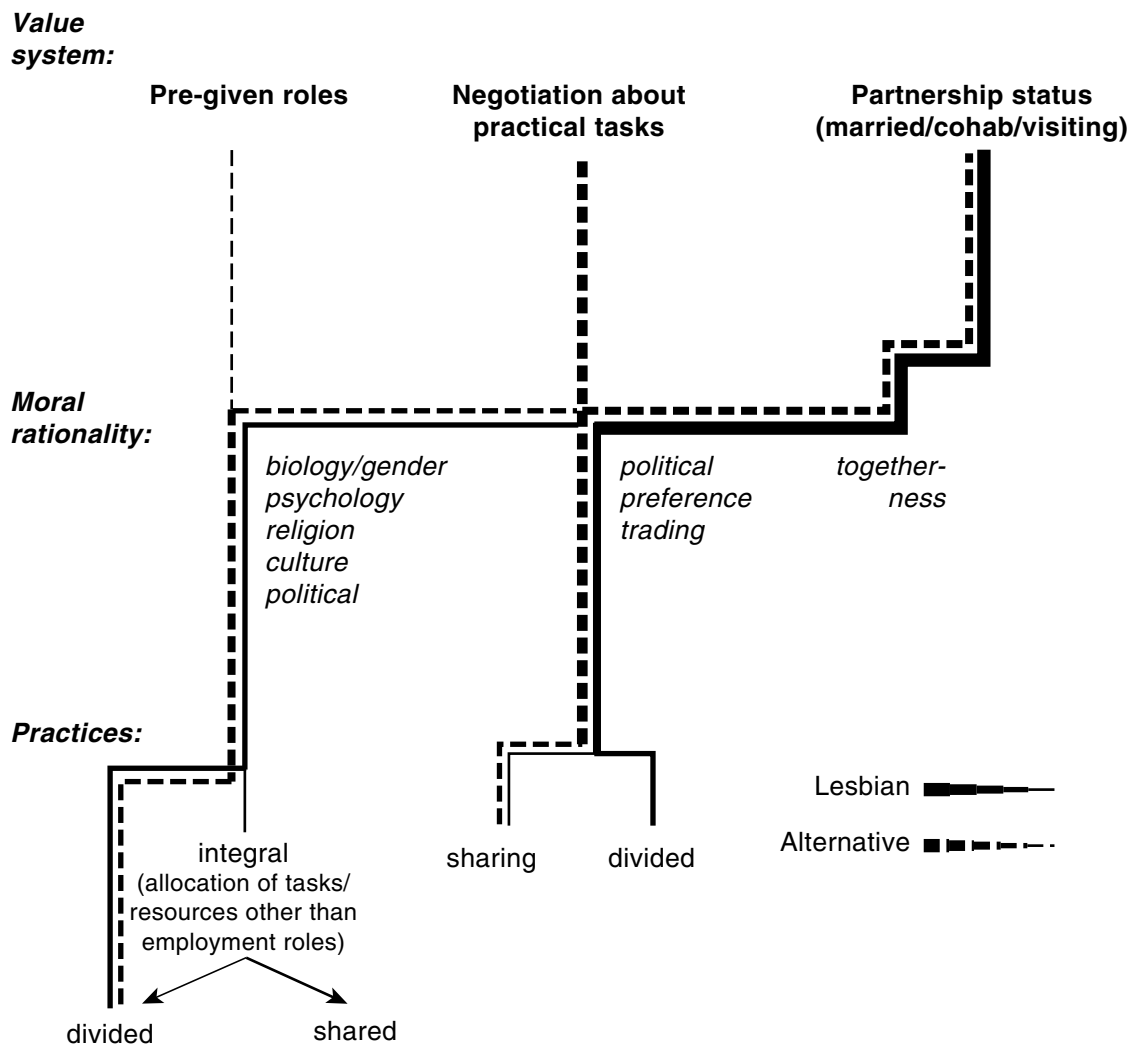 Value
system:
Pre-given roles
Negotiation about
practical tasks
Partnership status
(married/cohab/visiting)
Moral
rationality:
biology/gender
psychology
religion
culture
political
political
preference
trading
together-
ness
Practices:
Lesbian
Alternative
integral
(allocation of tasks/
resources other than
employment roles)
sharing
divided
divided
shared